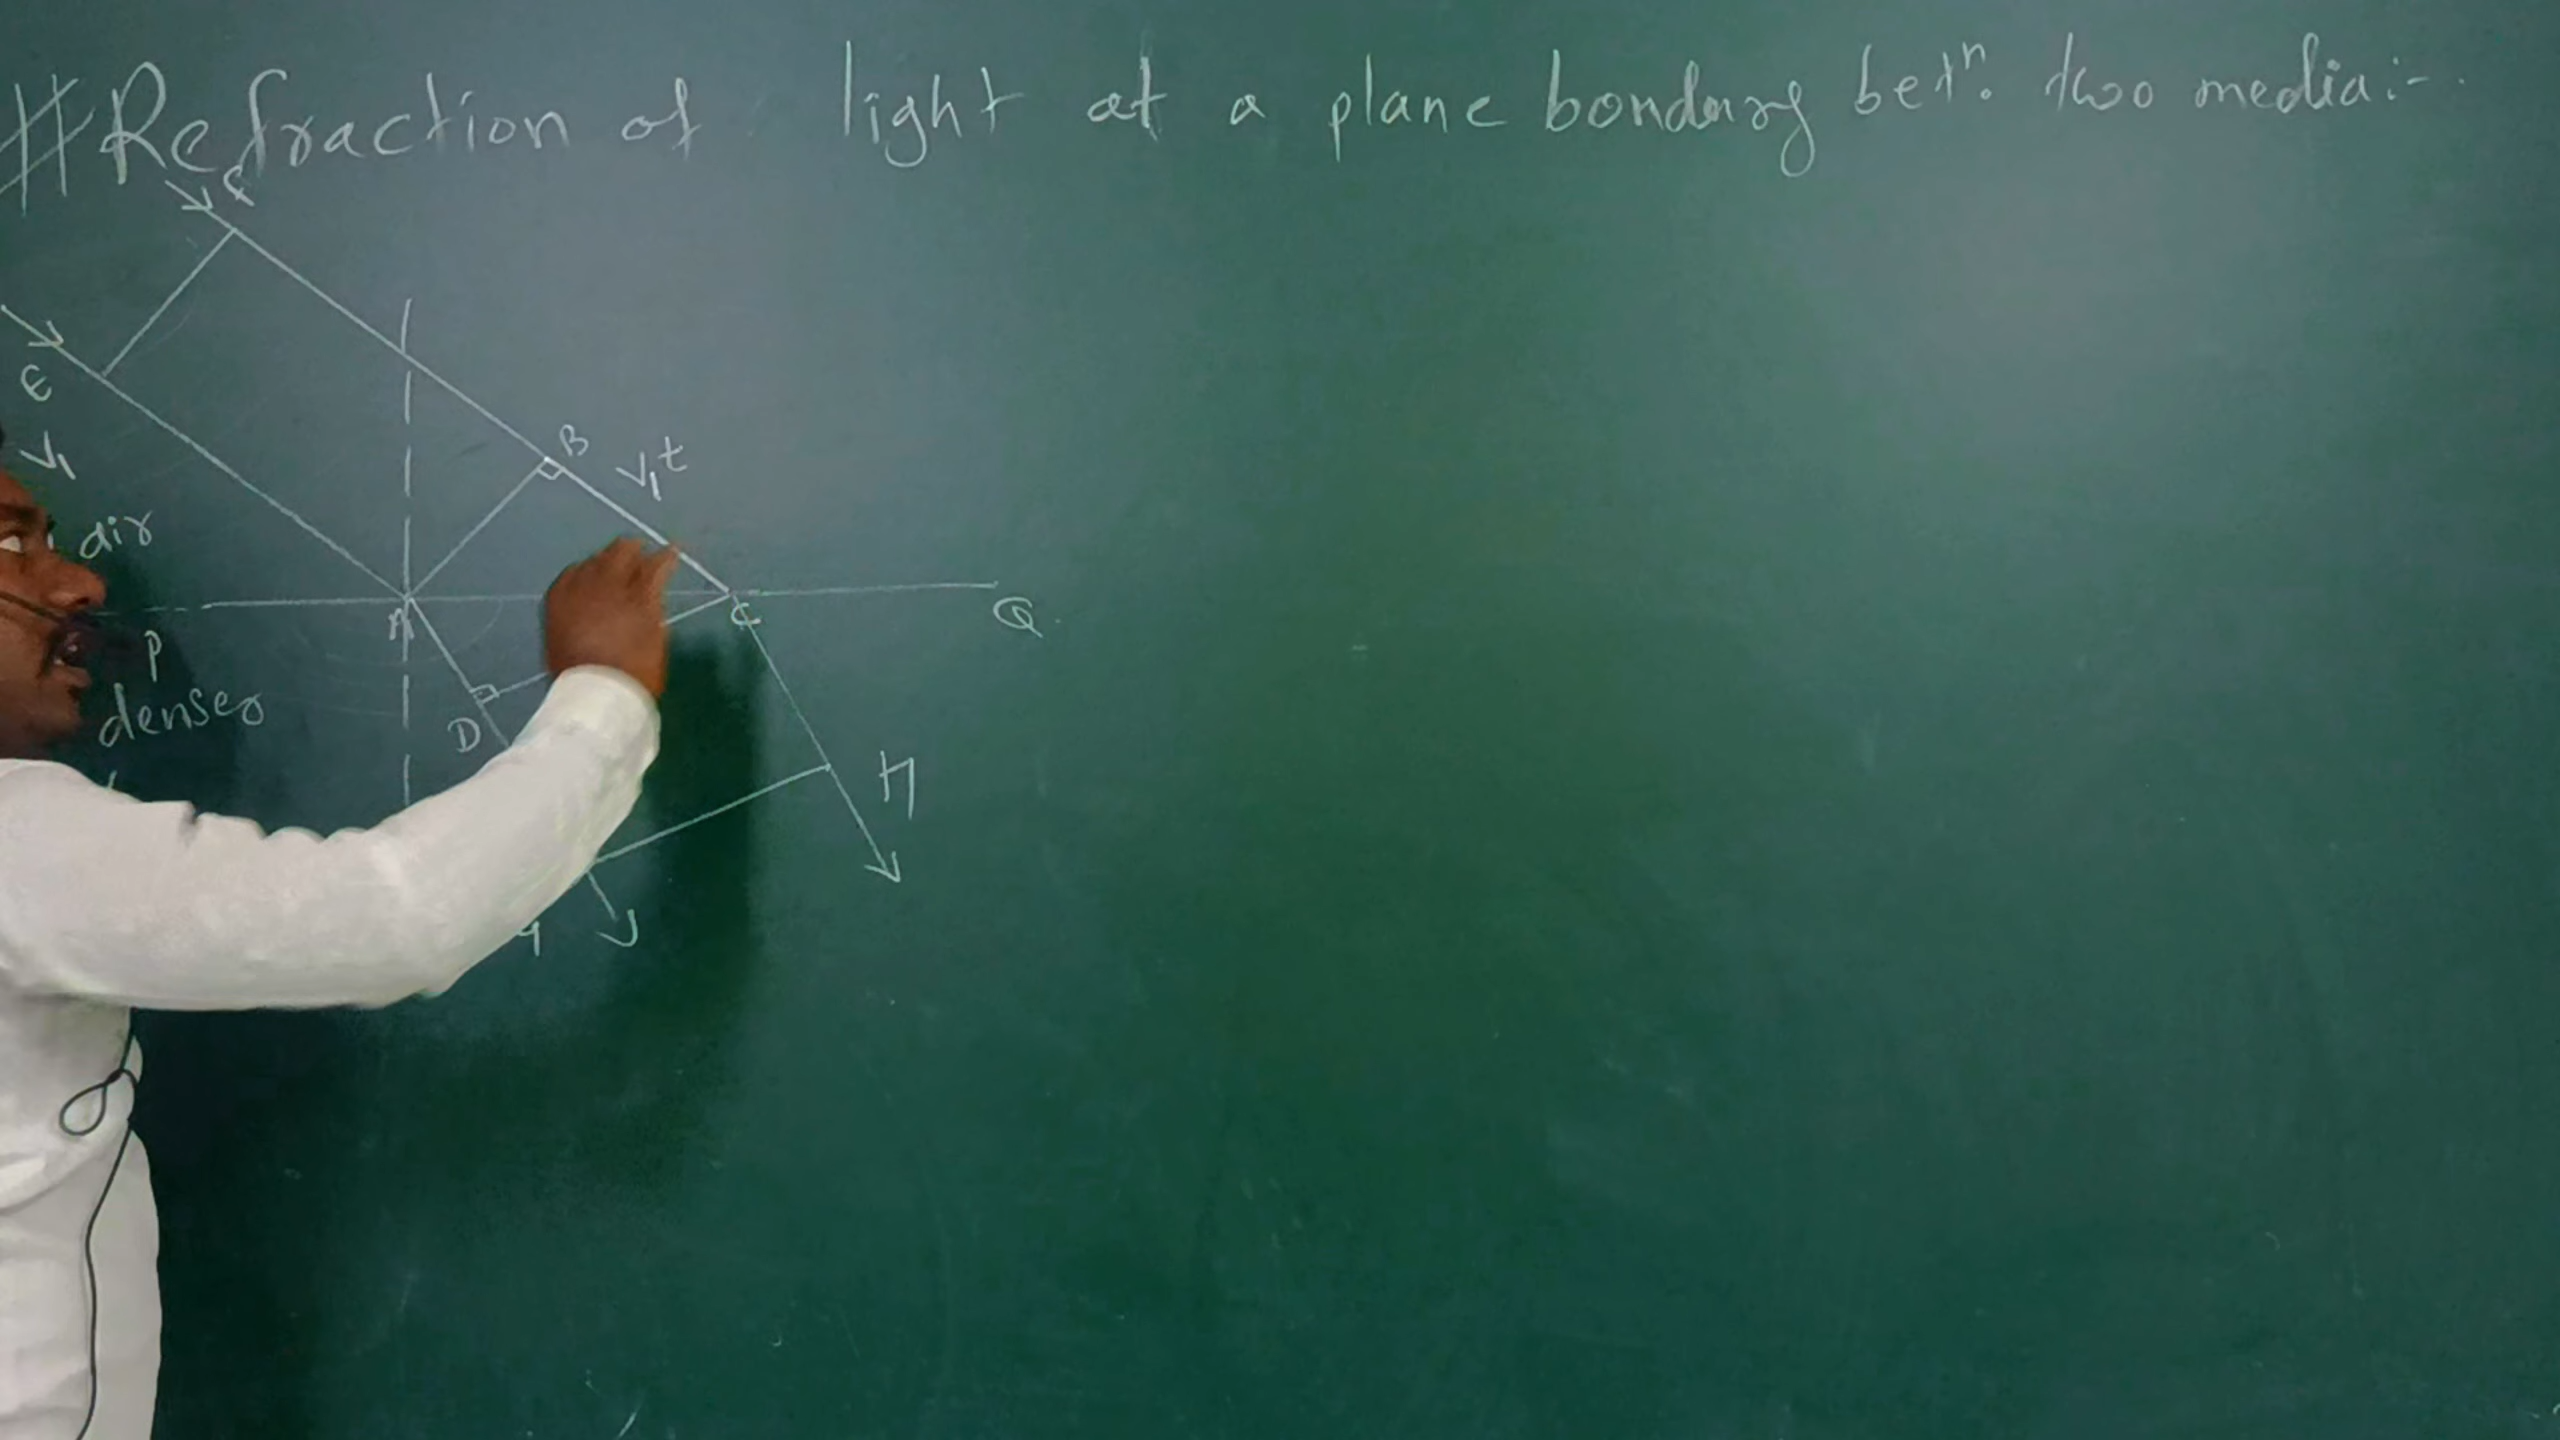 #Refraction of light at a plane bondary betn. two media:-
F
E
V1
B
V1t
air
A
C
Q
P
denser
D
H